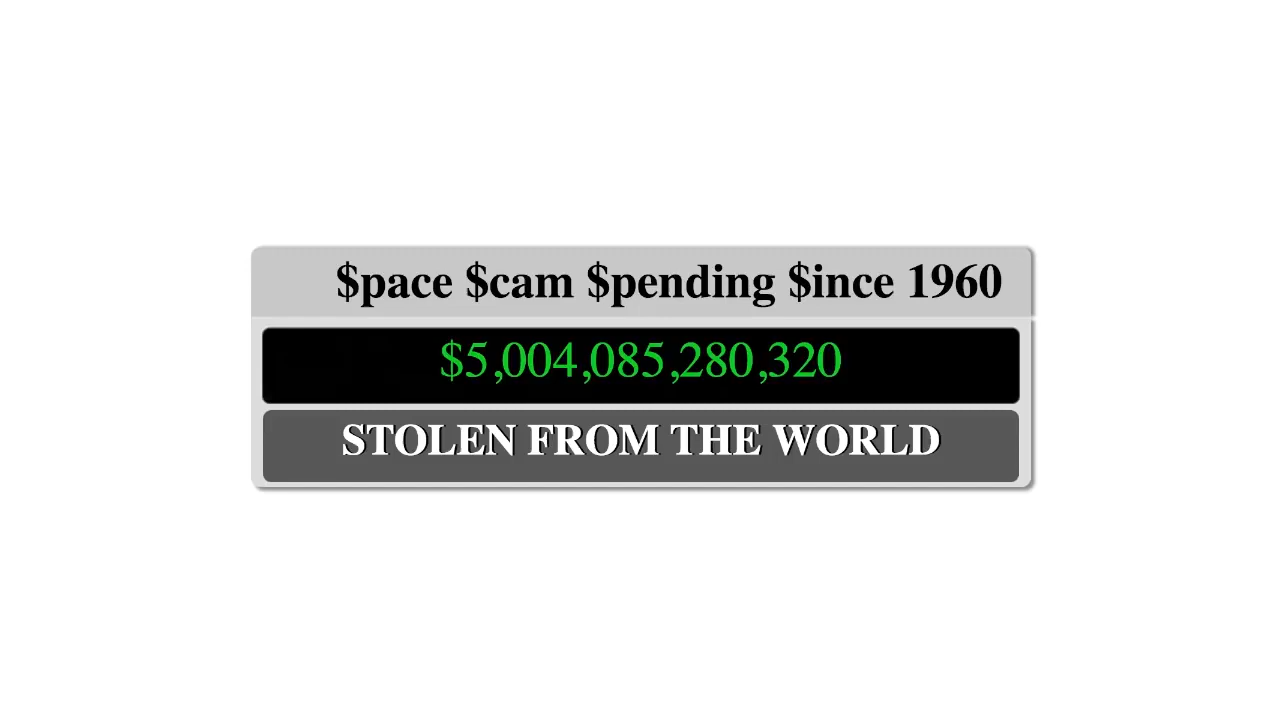 $pace $cam $pending $ince 1960
$5,004,085,280,320
STOLEN FROM THE WORLD